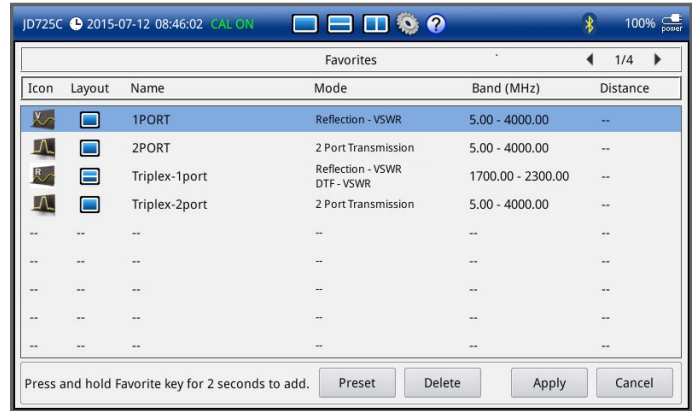 JD725C 2015-07-12 08:46:02 CAL ON ? 100% power
Favorites 1/4
Icon Layout Name Mode Band (MHz) Distance
V 1PORT Reflection - VSWR 5.00 - 4000.00 --
2PORT 2 Port Transmission 5.00 - 4000.00 --
R Triplex-1port Reflection - VSWR 1700.00 - 2300.00 --
DTF - VSWR
Triplex-2port 2 Port Transmission 5.00 - 4000.00 --
-- -- -- -- -- --
-- -- -- -- -- --
-- -- -- -- -- --
-- -- -- -- -- --
-- -- -- -- -- --
Press and hold Favorite key for 2 seconds to add. Preset Delete Apply Cancel